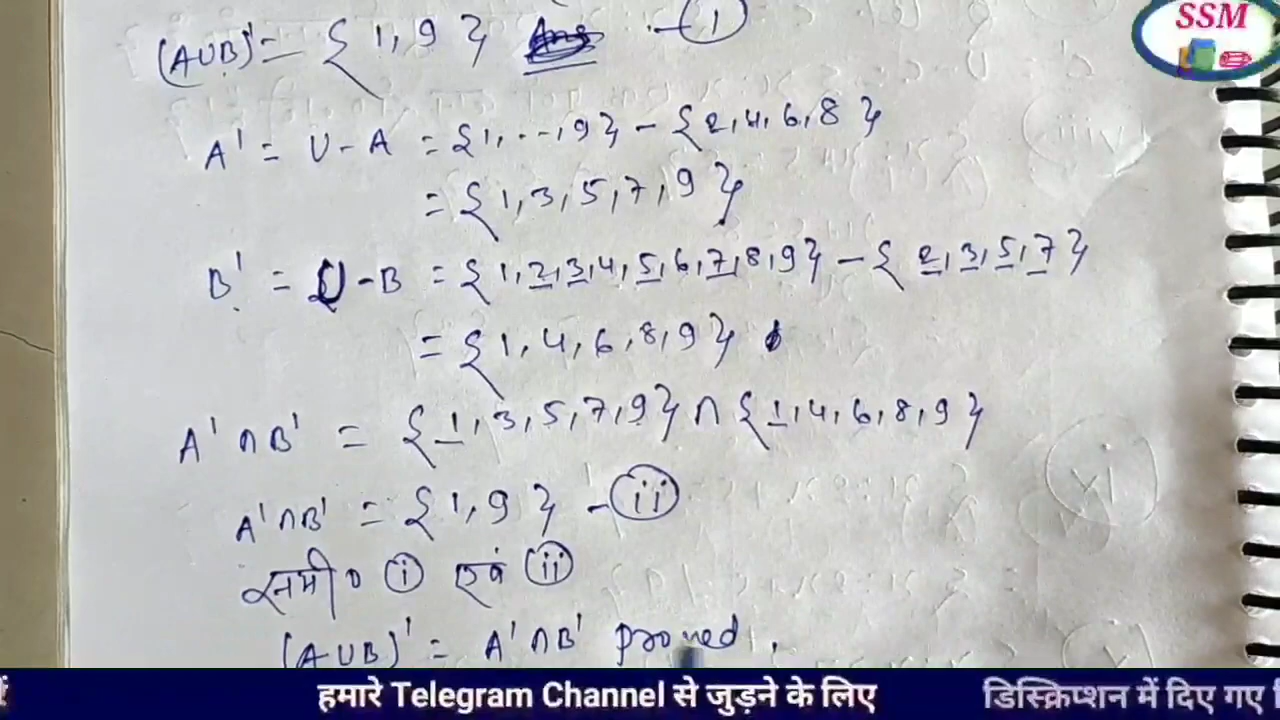 (A∪B)' = {1, 9} — (i)
SSM
A' = U - A = {1, ..., 9} - {2, 4, 6, 8}
= {1, 3, 5, 7, 9}
B' = U - B = {1, 2, 3, 4, 5, 6, 7, 8, 9} - {2, 3, 5, 7}
= {1, 4, 6, 8, 9}
A' ∩ B' = {1, 3, 5, 7, 9} ∩ {1, 4, 6, 8, 9}
A' ∩ B' = {1, 9} - (ii)
समी० (i) एवं (ii)
(A∪B)' = A' ∩ B' proved.
हमारे Telegram Channel से जुड़ने के लिए डिस्क्रिप्शन में दिए गए